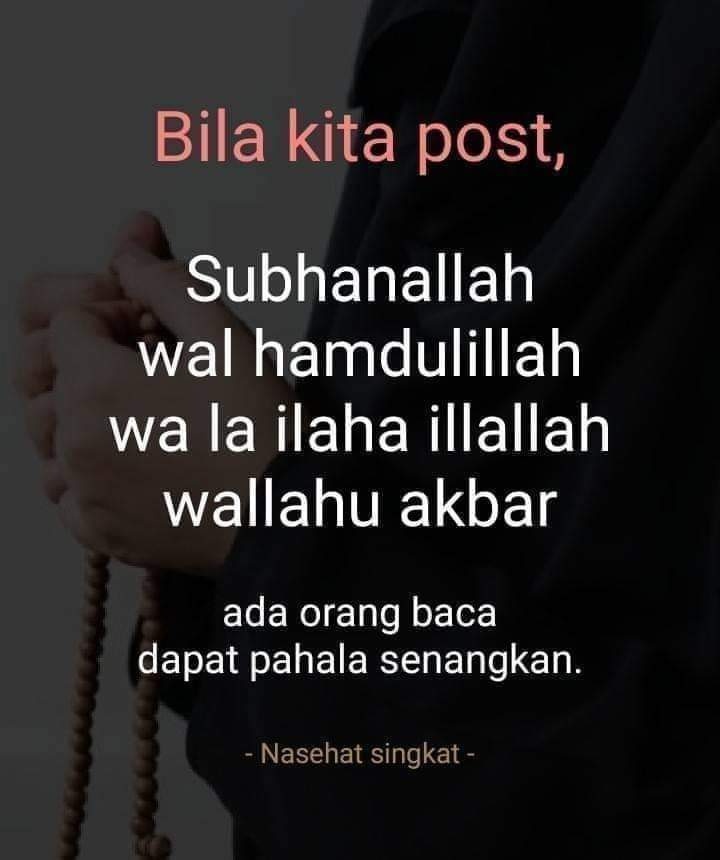 Bila kita post,
Subhanallah
wal hamdulillah
wa la ilaha illallah
wallahu akbar
ada orang baca
dapat pahala senangkan.
- Nasehat singkat -